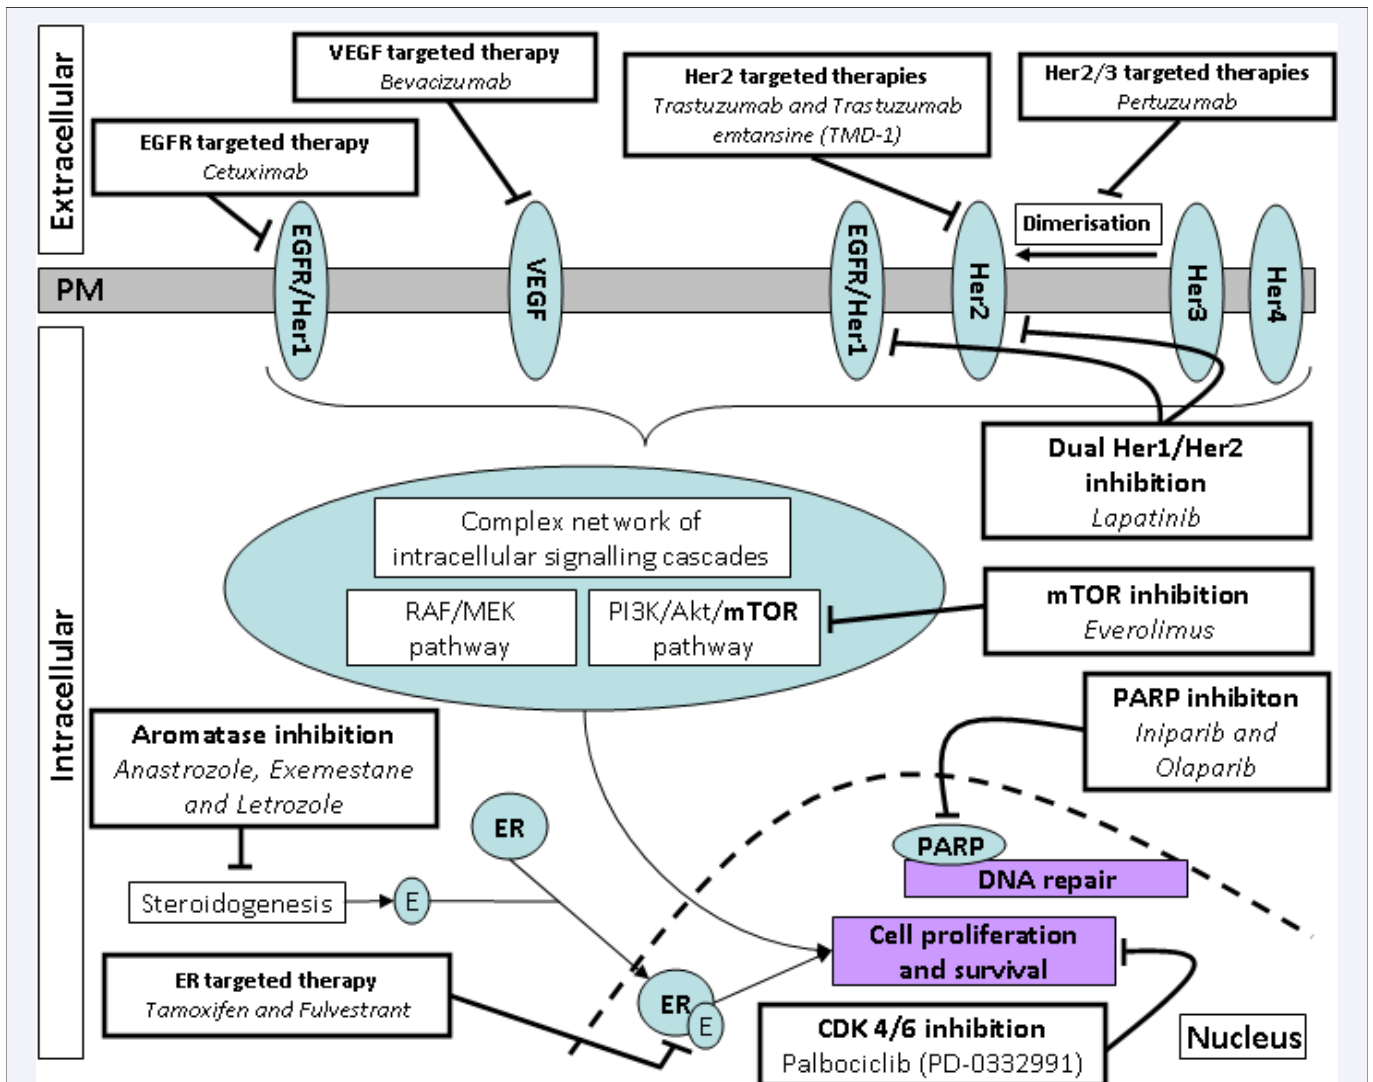 Extracellular
VEGF targeted therapy
Bevacizumab
Her2 targeted therapies
Trastuzumab and Trastuzumab
emtansine (TMD-1)
Her2/3 targeted therapies
Pertuzumab
EGFR targeted therapy
Cetuximab
Dimerisation
PM
EGFR/Her1
VEGF
EGFR/Her1
Her2
Her3
Her4
Intracellular
Dual Her1/Her2
inhibition
Lapatinib
Complex network of
intracellular signalling cascades
RAF/MEK
pathway
PI3K/Akt/mTOR
pathway
mTOR inhibition
Everolimus
PARP inhibiton
Iniparib and
Olaparib
Aromatase inhibition
Anastrozole, Exemestane
and Letrozole
ER
PARP
DNA repair
Steroidogenesis
E
Cell proliferation
and survival
ER targeted therapy
Tamoxifen and Fulvestrant
ER
E
CDK 4/6 inhibition
Palbociclib (PD-0332991)
Nucleus